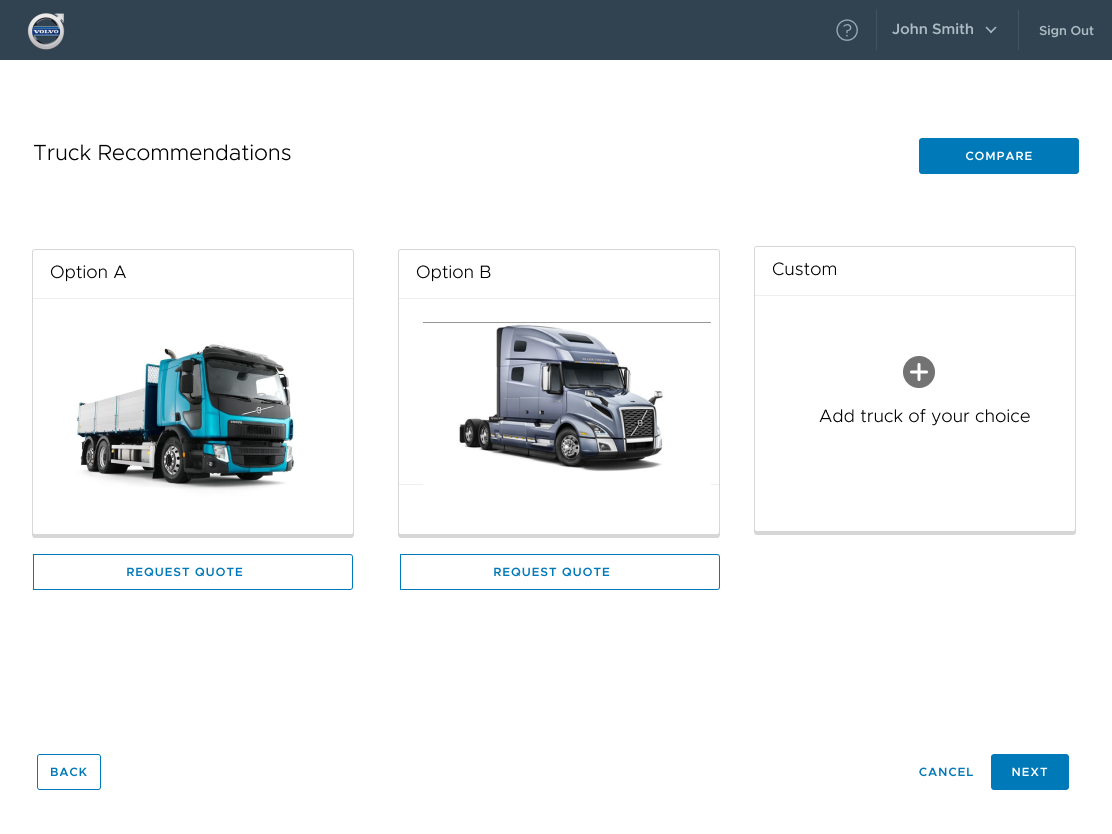 VOLVO
?
John Smith
Sign Out
Truck Recommendations
COMPARE
Option A
Option B
Custom
Add truck of your choice
REQUEST QUOTE
REQUEST QUOTE
BACK
CANCEL
NEXT